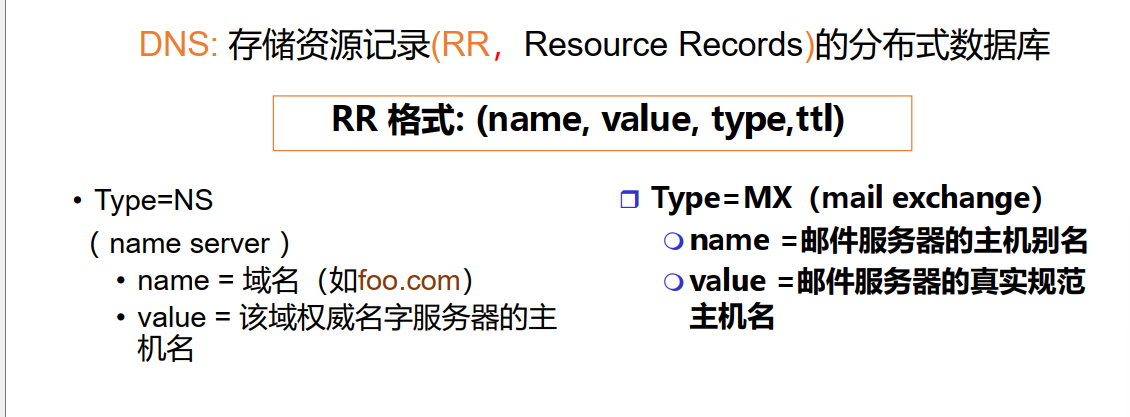 DNS: 存储资源记录(RR，Resource Records)的分布式数据库
RR 格式: (name, value, type,ttl)
• Type=NS
（ name server ）
• name = 域名（如foo.com）
• value = 该域权威名字服务器的主
机名
❒ Type=MX（mail exchange）
❍ name =邮件服务器的主机别名
❍ value =邮件服务器的真实规范
主机名